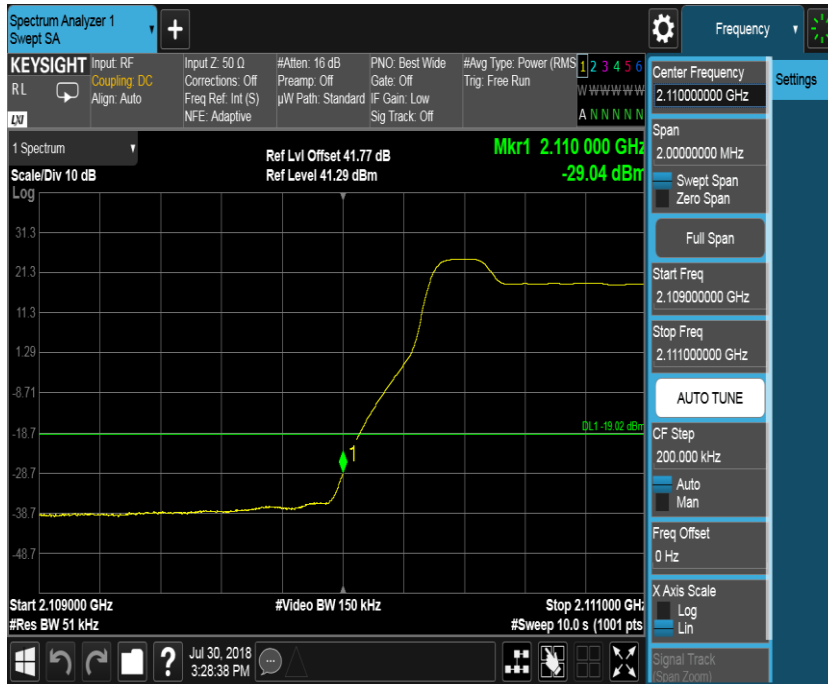 Spectrum Analyzer 1
Swept SA
+
Frequency
KEYSIGHT
RL
LXI
Input: RF
Coupling: DC
Align: Auto
Input Z: 50 Ω
Corrections: Off
Freq Ref: Int (S)
NFE: Adaptive
#Atten: 16 dB
Preamp: Off
µW Path: Standard
PNO: Best Wide
Gate: Off
IF Gain: Low
Sig Track: Off
#Avg Type: Power (RMS
Trig: Free Run
1 2 3 4 5 6
W W W W W W
A N N N N N
1 Spectrum
Scale/Div 10 dB
Log
Ref Lvl Offset 41.77 dB
Ref Level 41.29 dBm
Mkr1 2.110 000 GHz
-29.04 dBm
31.3
21.3
11.3
1.29
-8.71
-18.7
-28.7
-38.7
-48.7
DL1 -19.02 dBm
1
Start 2.109000 GHz
#Res BW 51 kHz
#Video BW 150 kHz
Stop 2.111000 GHz
#Sweep 10.0 s (1001 pts
Jul 30, 2018
3:28:38 PM
?
Center Frequency
2.110000000 GHz
Span
2.00000000 MHz
Swept Span
Zero Span
Full Span
Start Freq
2.109000000 GHz
Stop Freq
2.111000000 GHz
AUTO TUNE
CF Step
200.000 kHz
Auto
Man
Freq Offset
0 Hz
X Axis Scale
Log
Lin
Signal Track
(Span Zoom)
Settings